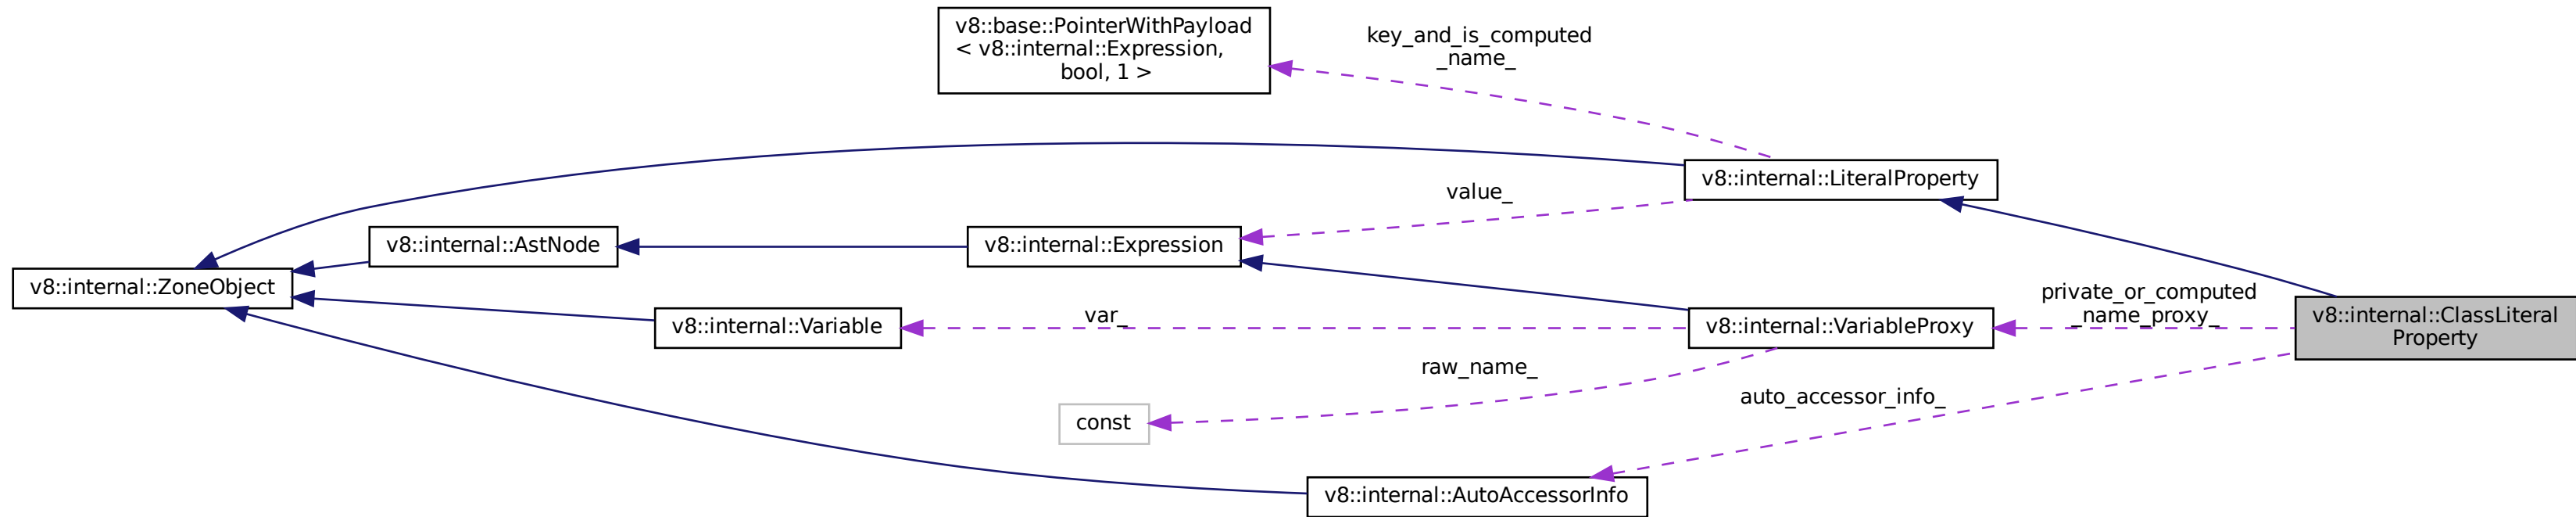 v8::base::PointerWithPayload
< v8::internal::Expression,
bool, 1 >
key_and_is_computed
_name_
v8::internal::LiteralProperty
value_
v8::internal::AstNode
v8::internal::Expression
v8::internal::ZoneObject
private_or_computed
_name_proxy_
v8::internal::ClassLiteral
Property
v8::internal::Variable
var_
v8::internal::VariableProxy
raw_name_
const
auto_accessor_info_
v8::internal::AutoAccessorInfo